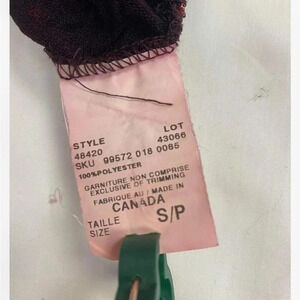 STYLE LOT
48420 43066
SKU 99572 018 0085
100%POLYESTER
GARNITURE NON COMPRISE
EXCLUSIVE OF TRIMMING
FABRIQUE AU / MADE IN
CANADA
TAILLE
SIZE S/P